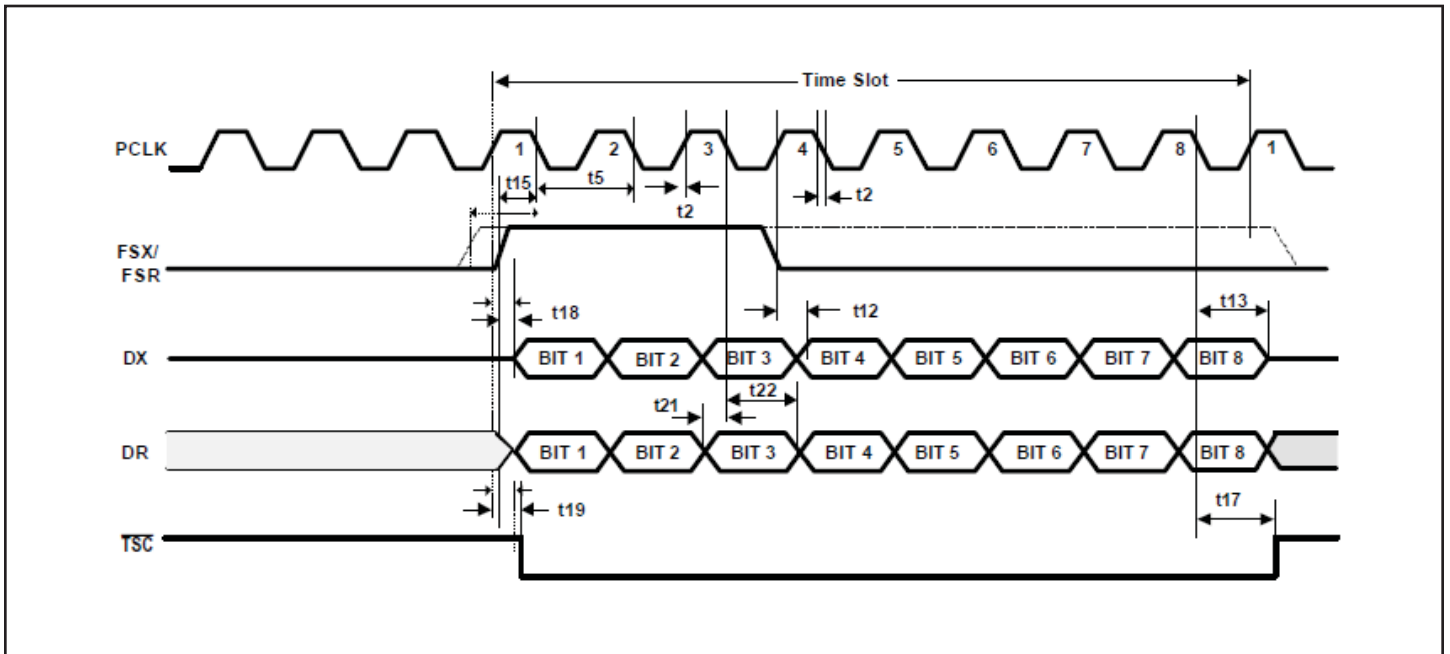 Time Slot
PCLK 1 2 3 4 5 6 7 8 1
t15 t5 t2 t2
FSX/
FSR
t18 t12 t13
DX BIT 1 BIT 2 BIT 3 BIT 4 BIT 5 BIT 6 BIT 7 BIT 8
t21 t22
DR BIT 1 BIT 2 BIT 3 BIT 4 BIT 5 BIT 6 BIT 7 BIT 8
t19 t17
TSC